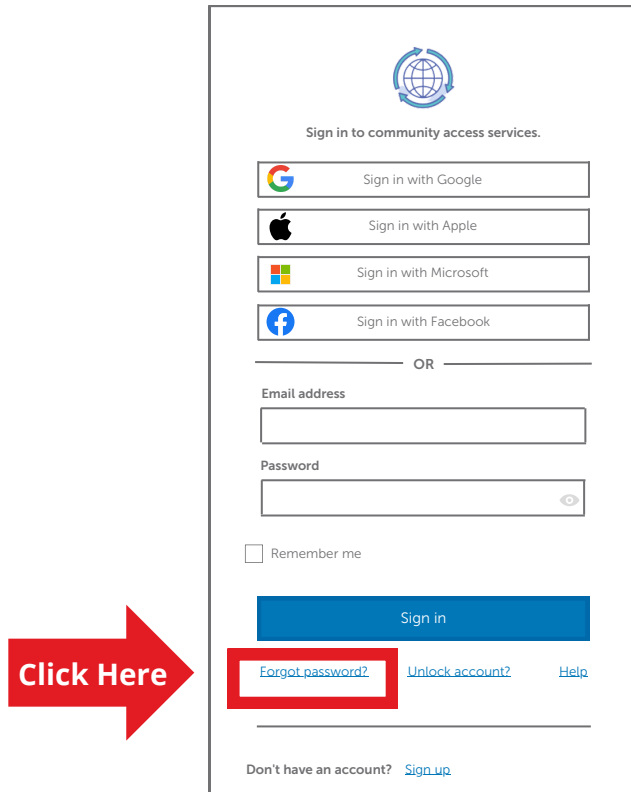 Sign in to community access services.
Sign in with Google
Sign in with Apple
Sign in with Microsoft
Sign in with Facebook
OR
Email address
Password
Remember me
Sign in
Click Here
Forgot password? Unlock account? Help
Don't have an account? Sign up